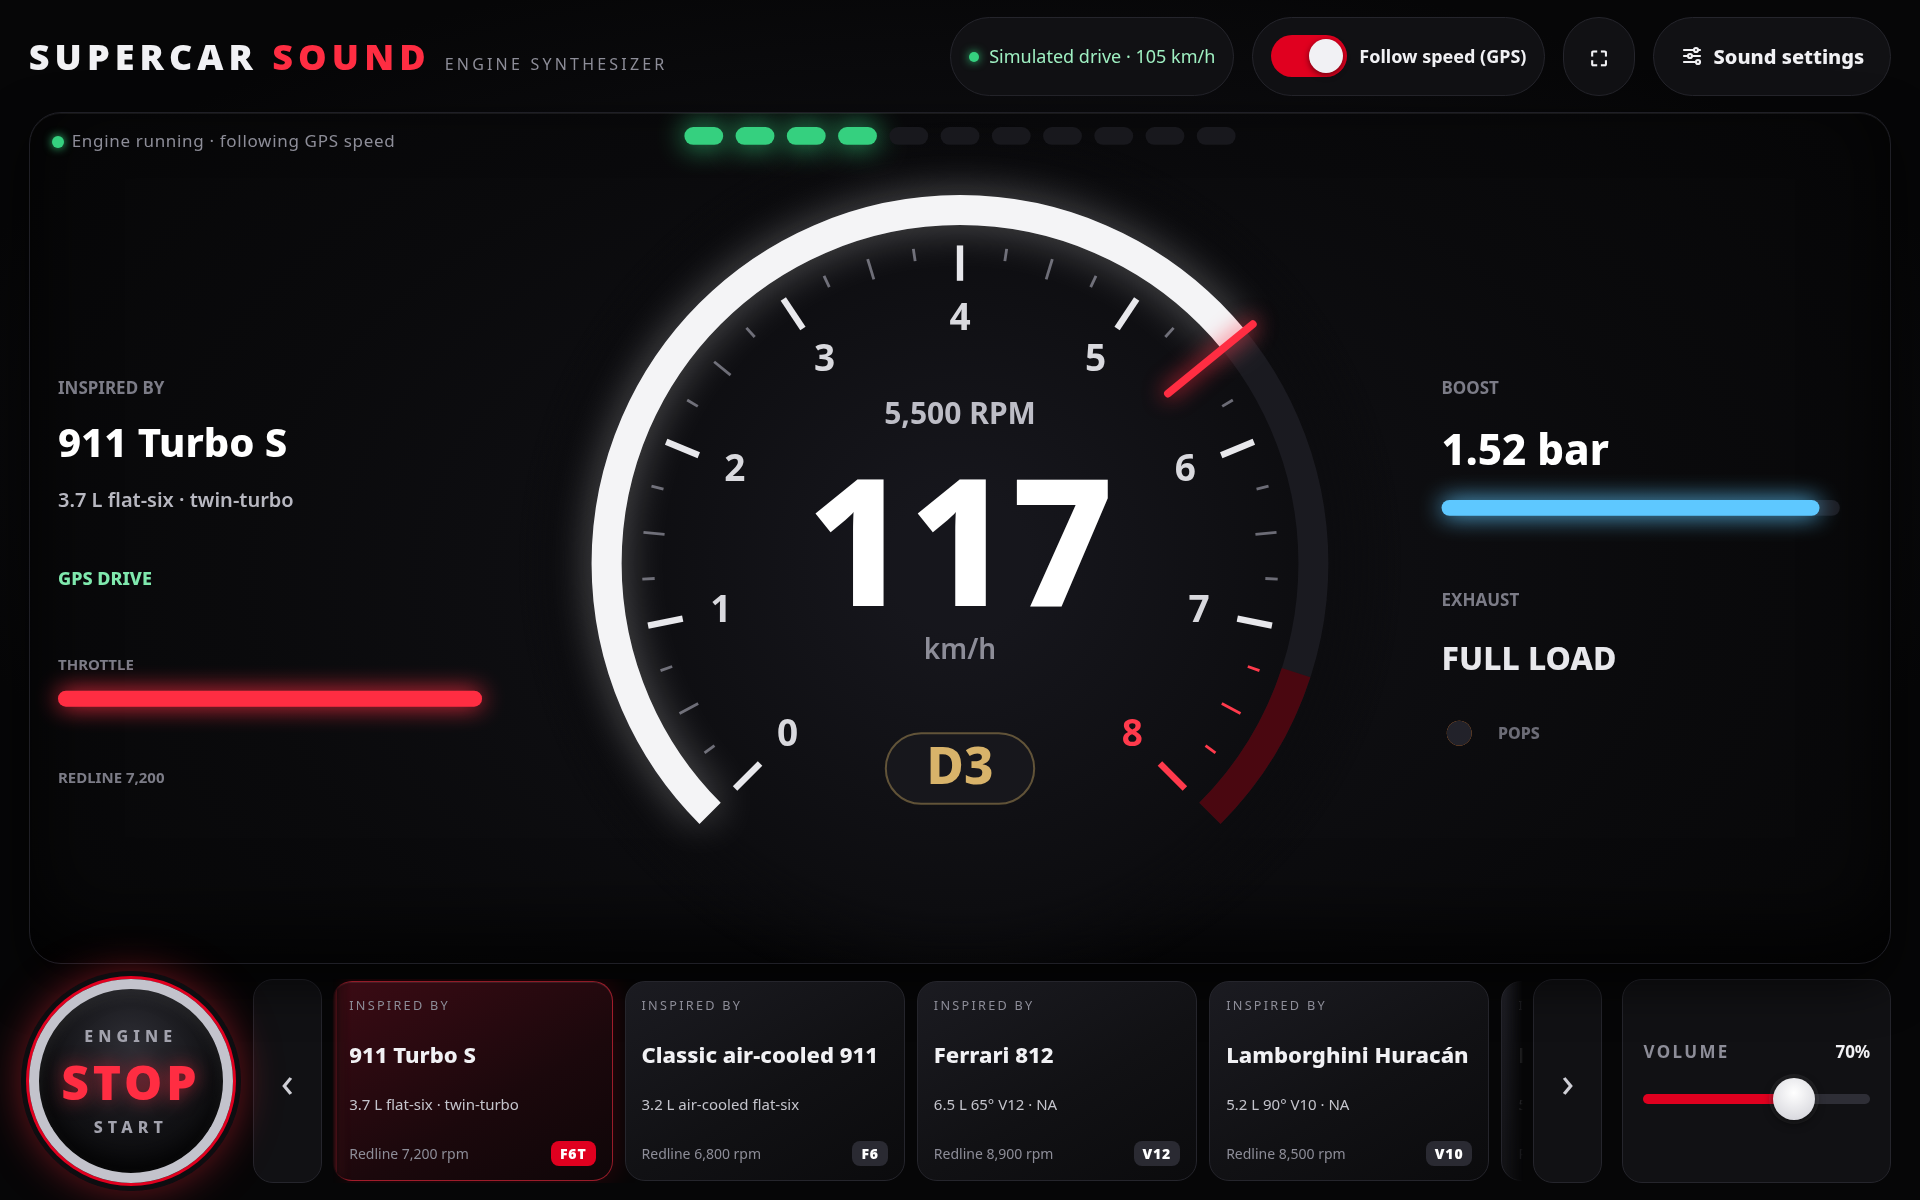 SUPERCAR SOUND ENGINE SYNTHESIZER
Simulated drive · 105 km/h
Follow speed (GPS)
Sound settings
Engine running · following GPS speed
INSPIRED BY
911 Turbo S
3.7 L flat-six · twin-turbo
GPS DRIVE
THROTTLE
REDLINE 7,200
0
1
2
3
4
5
6
7
8
5,500 RPM
117
km/h
D3
BOOST
1.52 bar
EXHAUST
FULL LOAD
POPS
ENGINE
STOP
START
‹
INSPIRED BY
911 Turbo S
3.7 L flat-six · twin-turbo
Redline 7,200 rpm
F6T
INSPIRED BY
Classic air-cooled 911
3.2 L air-cooled flat-six
Redline 6,800 rpm
F6
INSPIRED BY
Ferrari 812
6.5 L 65° V12 · NA
Redline 8,900 rpm
V12
INSPIRED BY
Lamborghini Huracán
5.2 L 90° V10 · NA
Redline 8,500 rpm
V10
›
VOLUME
70%